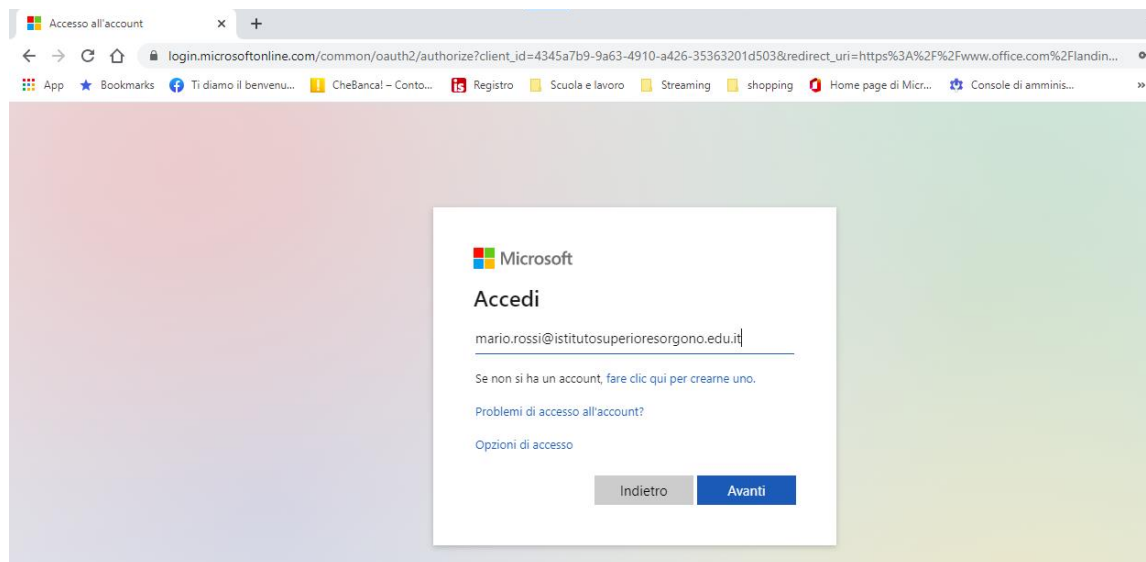 Accesso all'account
login.microsoftonline.com/common/oauth2/authorize?client_id=4345a7b9-9a63-4910-a426-35363201d503&redirect_uri=https%3A%2F%2Fwww.office.com%2Flandin...
App Bookmarks Ti diamo il benvenu... CheBanca! – Conto... Registro Scuola e lavoro Streaming shopping Home page di Micr... Console di amminis... »
Microsoft
Accedi
mario.rossi@istitutosuperioresorgono.edu.it
Se non si ha un account, fare clic qui per crearne uno.
Problemi di accesso all'account?
Opzioni di accesso
Indietro Avanti